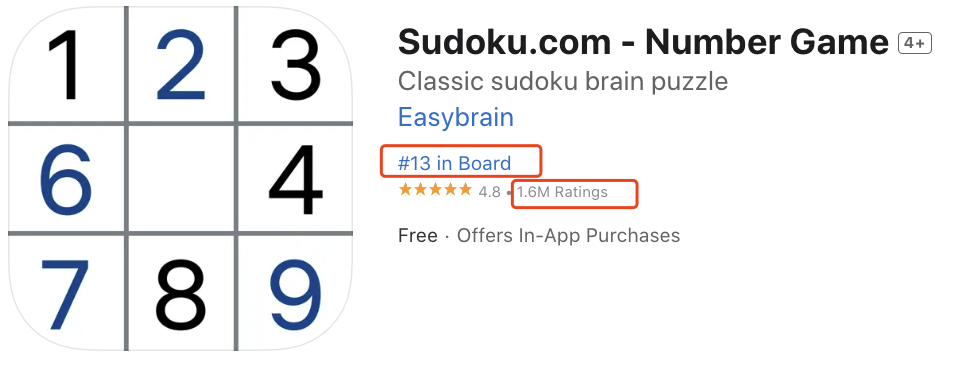 1 2 3
6 4
7 8 9
Sudoku.com - Number Game 4+
Classic sudoku brain puzzle
Easybrain
#13 in Board
★★★★★ 4.8 • 1.6M Ratings
Free · Offers In-App Purchases